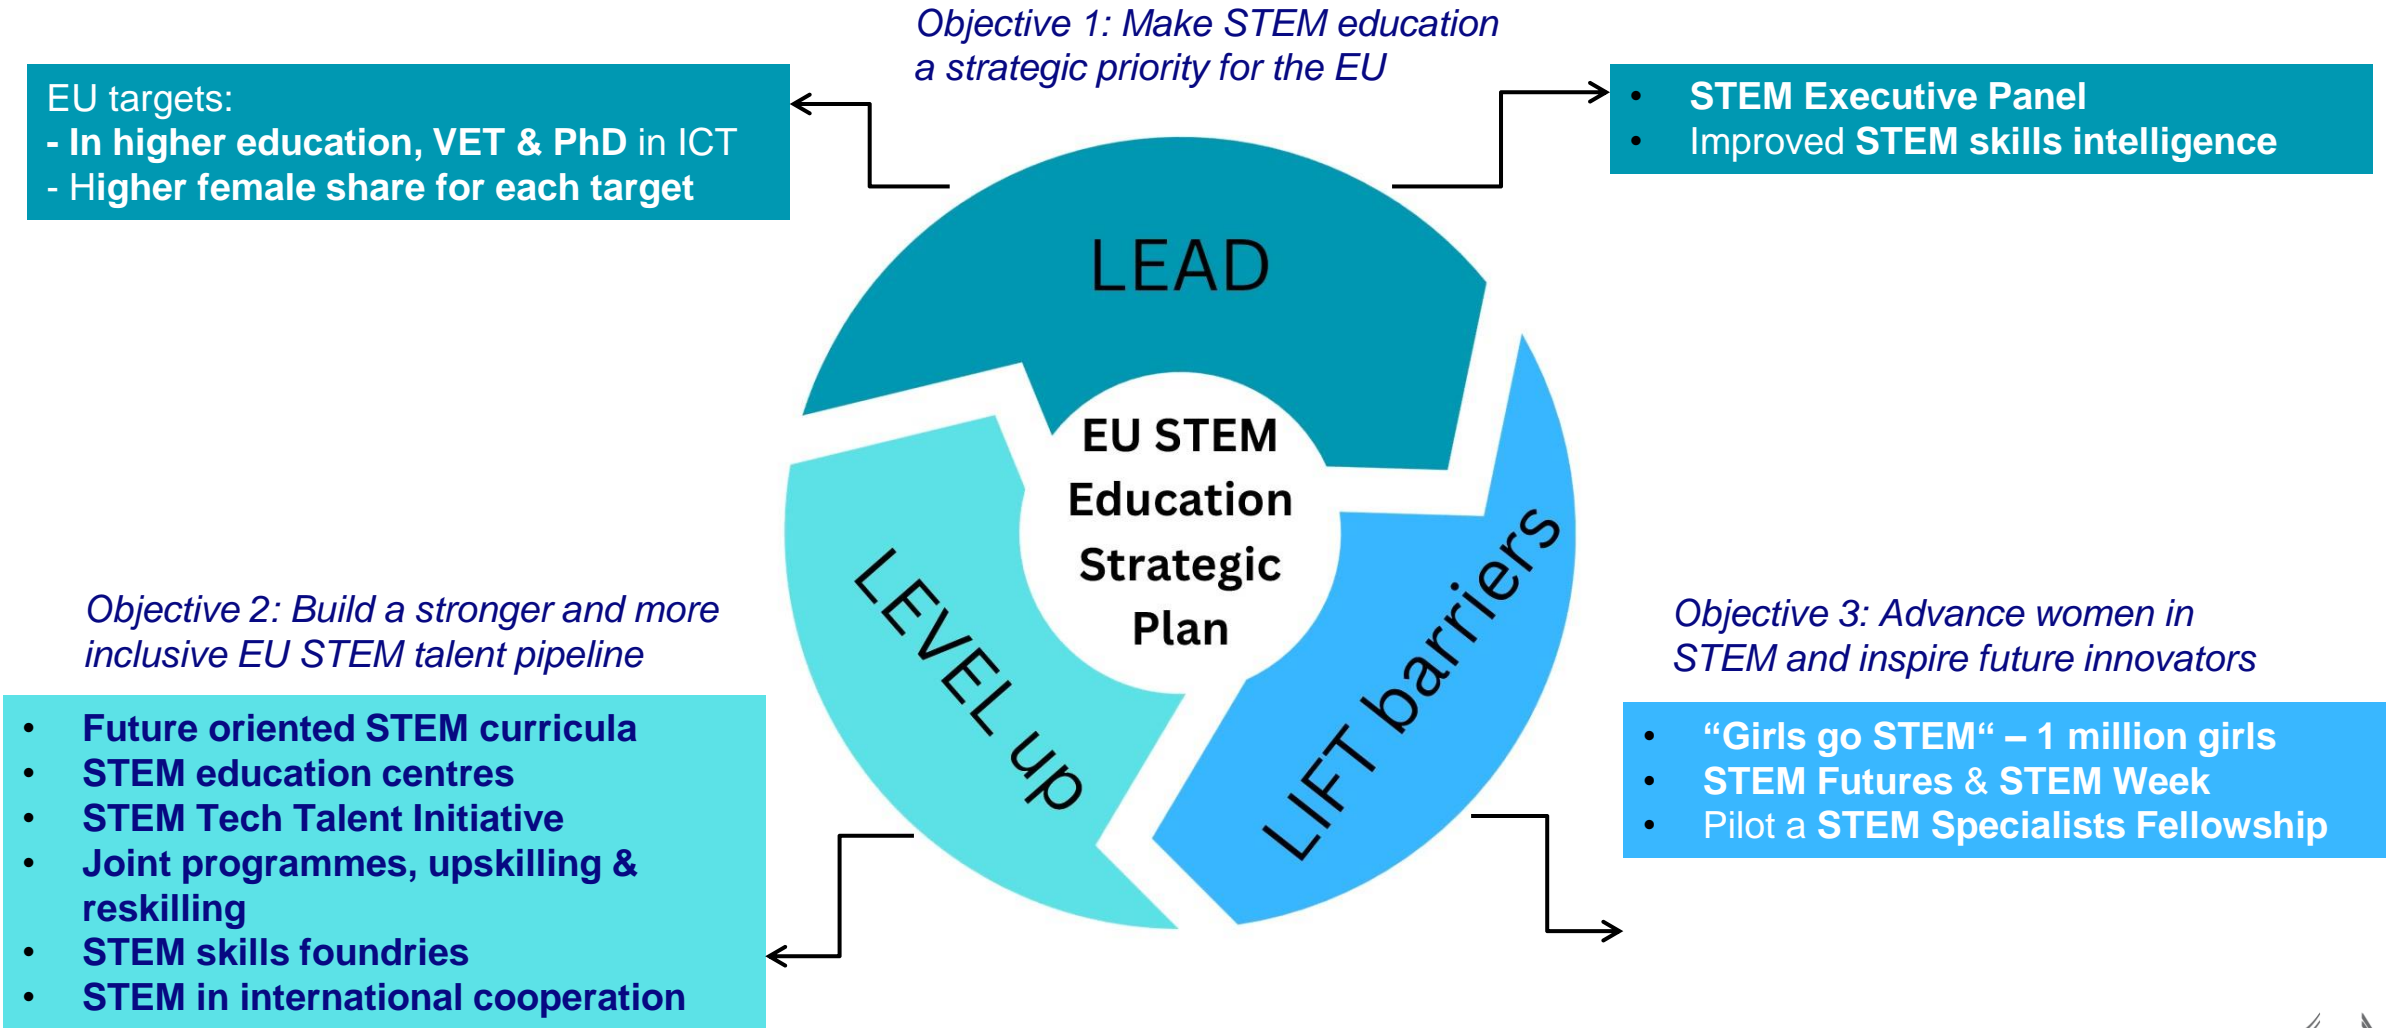 Objective 1: Make STEM education
a strategic priority for the EU
EU targets:
- In higher education, VET & PhD in ICT
- Higher female share for each target
• STEM Executive Panel
• Improved STEM skills intelligence
LEAD
EU STEM
Education
Strategic
Plan
LEVEL up
LIFT barriers
Objective 2: Build a stronger and more
inclusive EU STEM talent pipeline
• Future oriented STEM curricula
• STEM education centres
• STEM Tech Talent Initiative
• Joint programmes, upskilling &
reskilling
• STEM skills foundries
• STEM in international cooperation
Objective 3: Advance women in
STEM and inspire future innovators
• “Girls go STEM“ – 1 million girls
• STEM Futures & STEM Week
• Pilot a STEM Specialists Fellowship